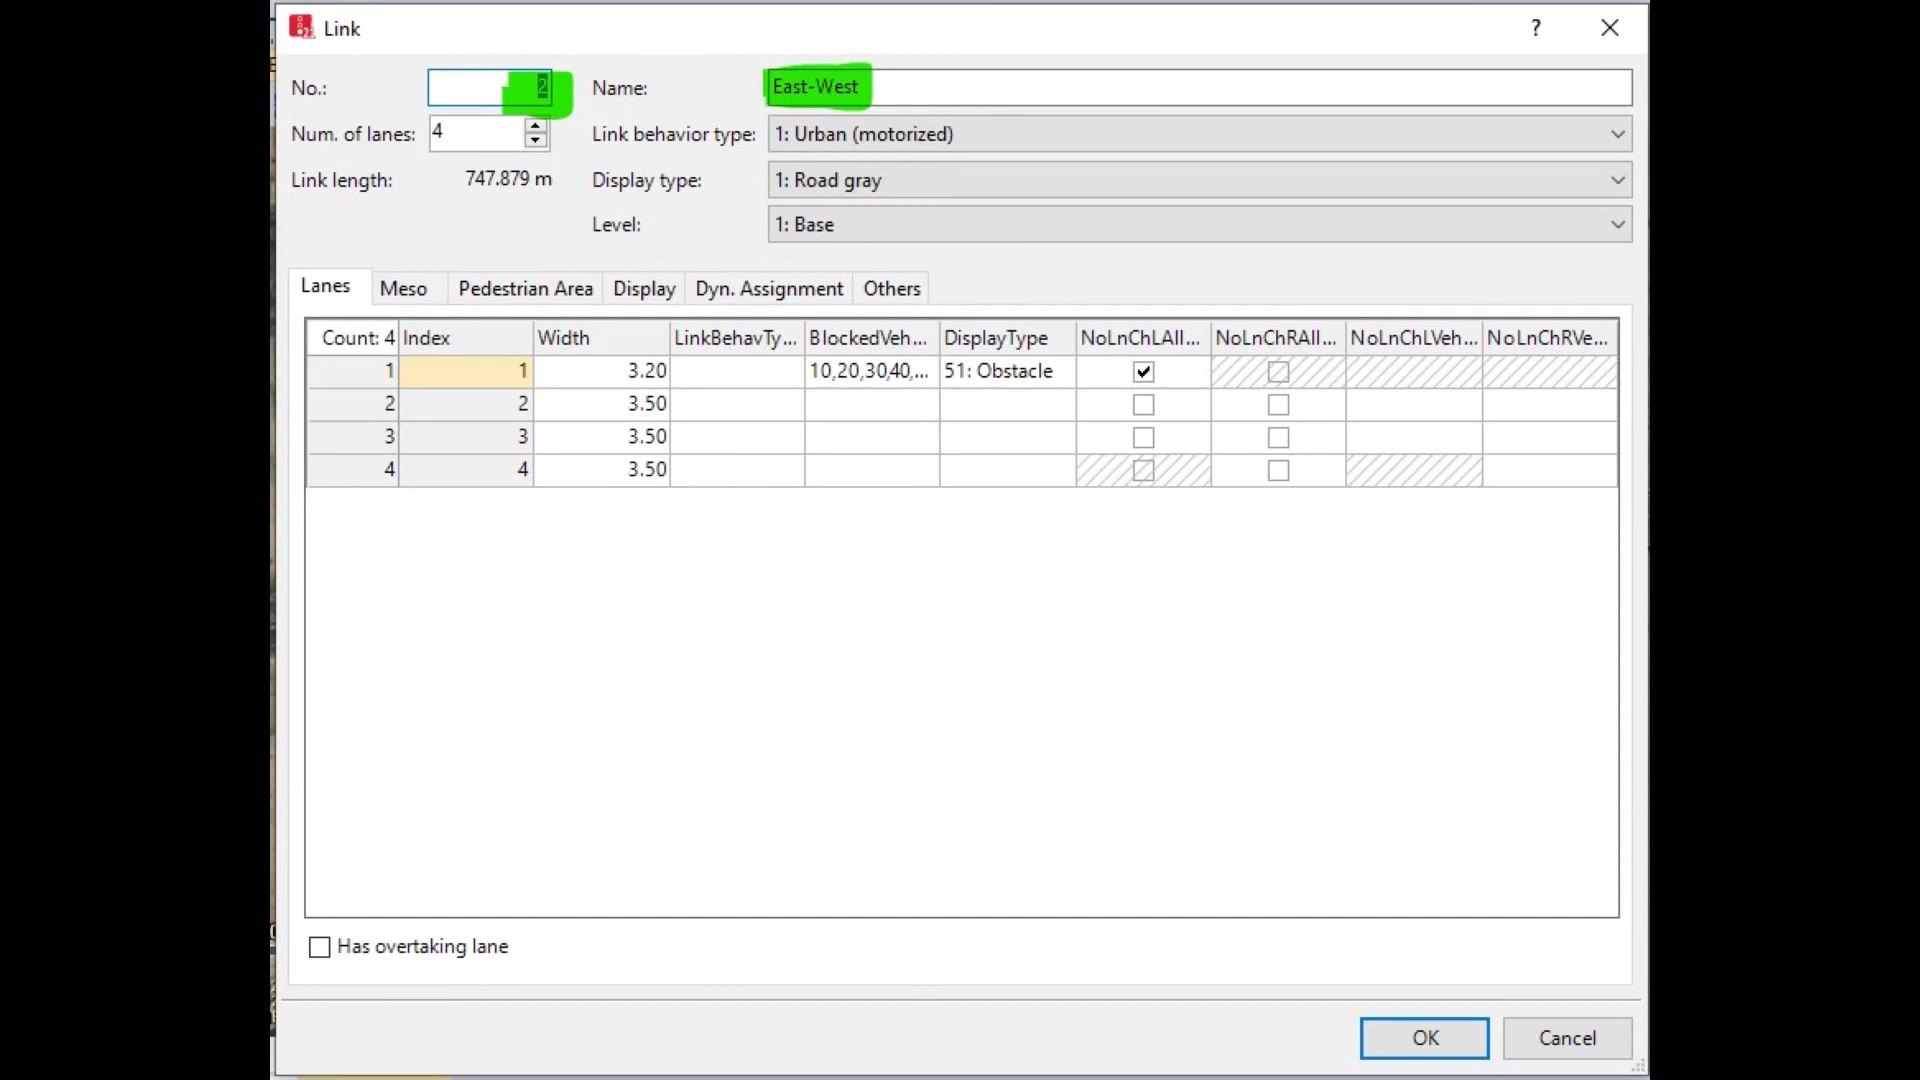 Link ?
No.: 2 Name: East-West
Num. of lanes: 4 Link behavior type: 1: Urban (motorized)
Link length: 747.879 m Display type: 1: Road gray
Level: 1: Base
Lanes Meso Pedestrian Area Display Dyn. Assignment Others
Count: 4 Index Width LinkBehavTy... BlockedVeh... DisplayType NoLnChLAll... NoLnChRAll... NoLnChLVeh... NoLnChRVe...
1 1 3.20 10,20,30,40,... 51: Obstacle
2 2 3.50
3 3 3.50
4 4 3.50
Has overtaking lane
OK Cancel